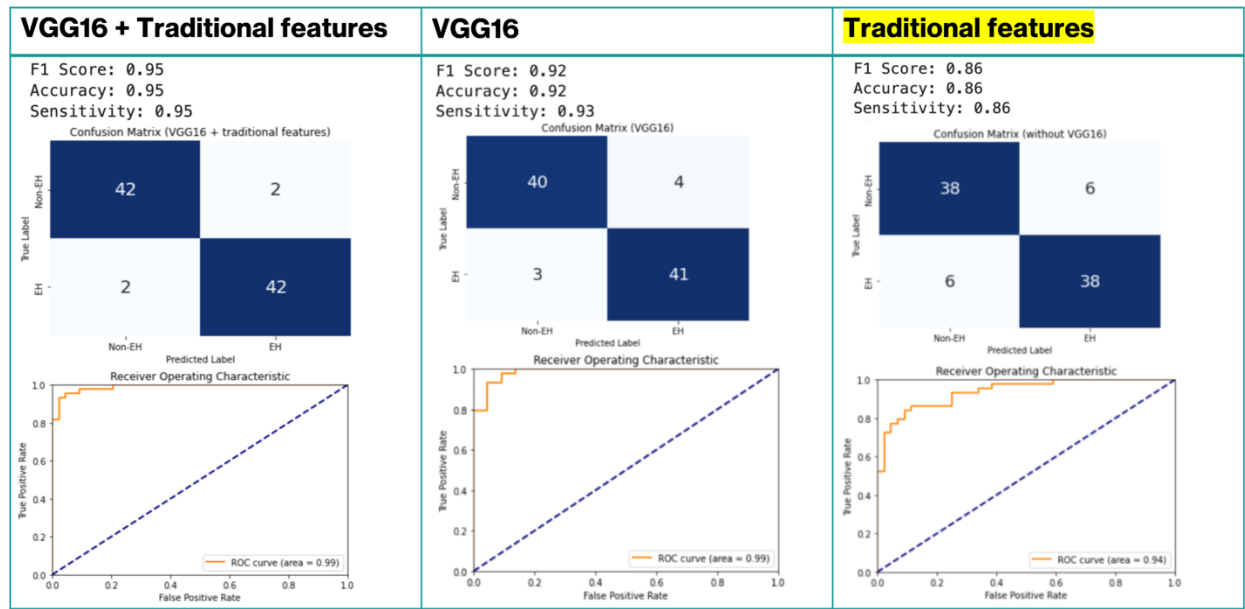 VGG16 + Traditional features
F1 Score: 0.95
Accuracy: 0.95
Sensitivity: 0.95
Confusion Matrix (VGG16 + traditional features)
True Label
Non-EH
42
2
EH
2
42
Non-EH
EH
Predicted Label
Receiver Operating Characteristic
True Positive Rate
1.0
0.8
0.6
0.4
0.2
0.0
ROC curve (area = 0.99)
0.0 0.2 0.4 0.6 0.8 1.0
False Positive Rate
VGG16
F1 Score: 0.92
Accuracy: 0.92
Sensitivity: 0.93
Confusion Matrix (VGG16)
True Label
Non-EH
40
4
EH
3
41
Non-EH
EH
Predicted Label
Receiver Operating Characteristic
True Positive Rate
1.0
0.8
0.6
0.4
0.2
0.0
ROC curve (area = 0.99)
0.0 0.2 0.4 0.6 0.8 1.0
False Positive Rate
Traditional features
F1 Score: 0.86
Accuracy: 0.86
Sensitivity: 0.86
Confusion Matrix (without VGG16)
True Label
Non-EH
38
6
EH
6
38
Non-EH
EH
Predicted Label
Receiver Operating Characteristic
True Positive Rate
1.0
0.8
0.6
0.4
0.2
0.0
ROC curve (area = 0.94)
0.0 0.2 0.4 0.6 0.8 1.0
False Positive Rate